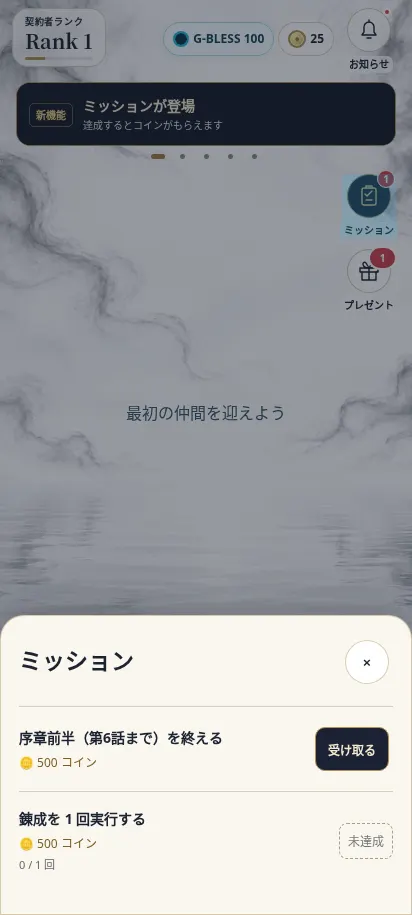 契約者ランク
Rank 1
G-BLESS 100
25
お知らせ
新機能
ミッションが登場
達成するとコインがもらえます
1
ミッション
1
プレゼント
最初の仲間を迎えよう
ミッション
×
序章前半（第6話まで）を終える
500 コイン
受け取る
錬成を 1 回実行する
500 コイン
0 / 1 回
未達成